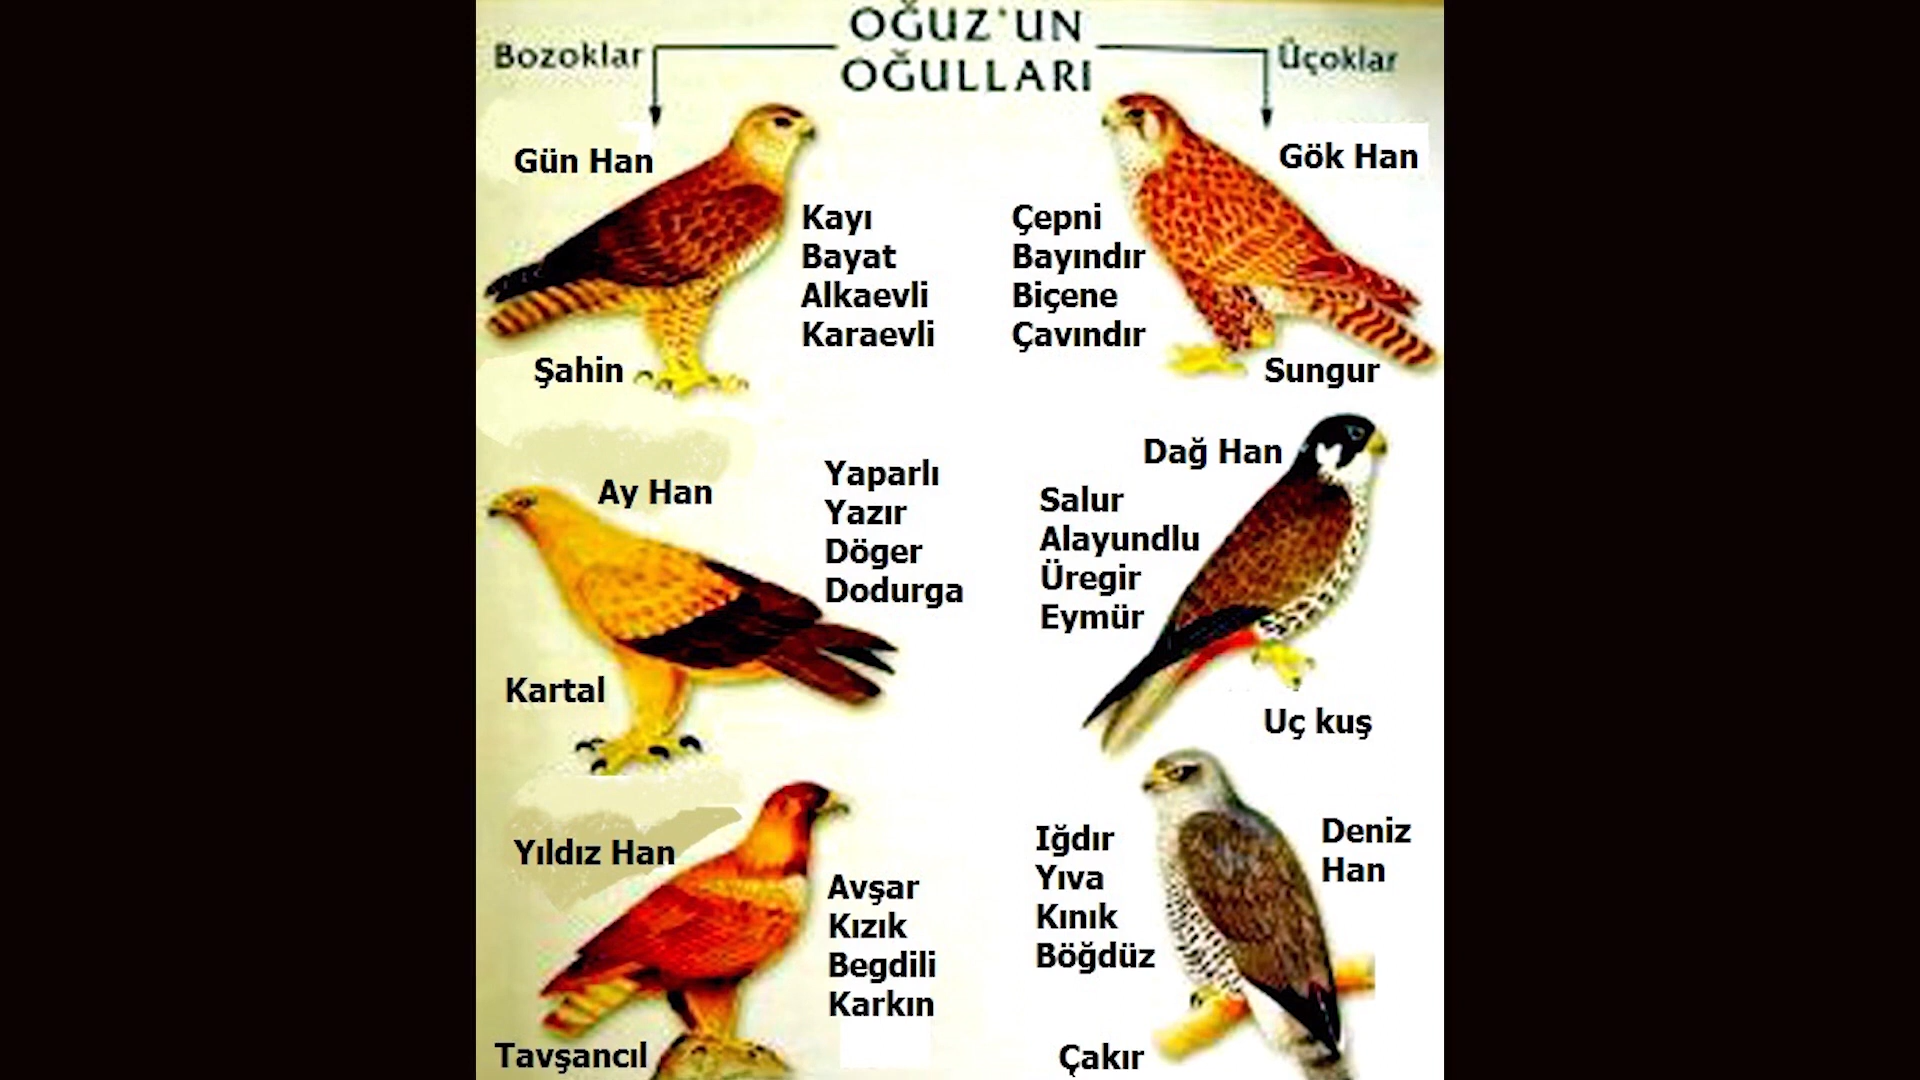 OĞUZ'UN
OĞULLARI
Bozoklar
Üçoklar
Gün Han
Kayı
Bayat
Alkaevli
Karaevli
Şahin
Gök Han
Çepni
Bayındır
Biçene
Çavındır
Sungur
Ay Han
Yaparlı
Yazır
Döger
Dodurga
Kartal
Dağ Han
Salur
Alayundlu
Üregir
Eymür
Uç kuş
Yıldız Han
Avşar
Kızık
Begdili
Karkın
Tavşancıl
Deniz
Han
Iğdır
Yıva
Kınık
Böğdüz
Çakır